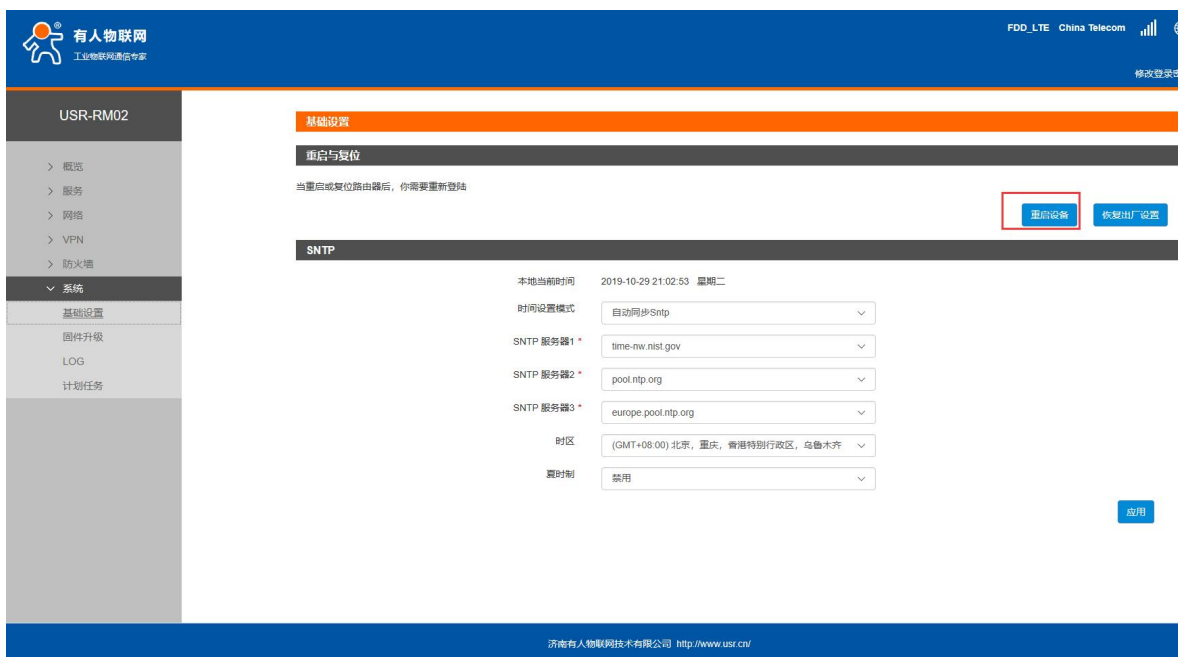 有人物联网
®
工业物联网通信专家
FDD_LTE China Telecom
修改登录
USR-RM02
概览
服务
网络
VPN
防火墙
系统
基础设置
固件升级
LOG
计划任务
基础设置
重启与复位
当重启或复位路由器后，你需要重新登陆
重启设备 恢复出厂设置
SNTP
本地当前时间 2019-10-29 21:02:53 星期二
时间设置模式 自动同步Sntp
SNTP 服务器1 * time-nw.nist.gov
SNTP 服务器2 * pool.ntp.org
SNTP 服务器3 * europe.pool.ntp.org
时区 (GMT+08:00) 北京，重庆，香港特别行政区，乌鲁木齐
夏时制 禁用
应用
济南有人物联网技术有限公司 http://www.usr.cn/